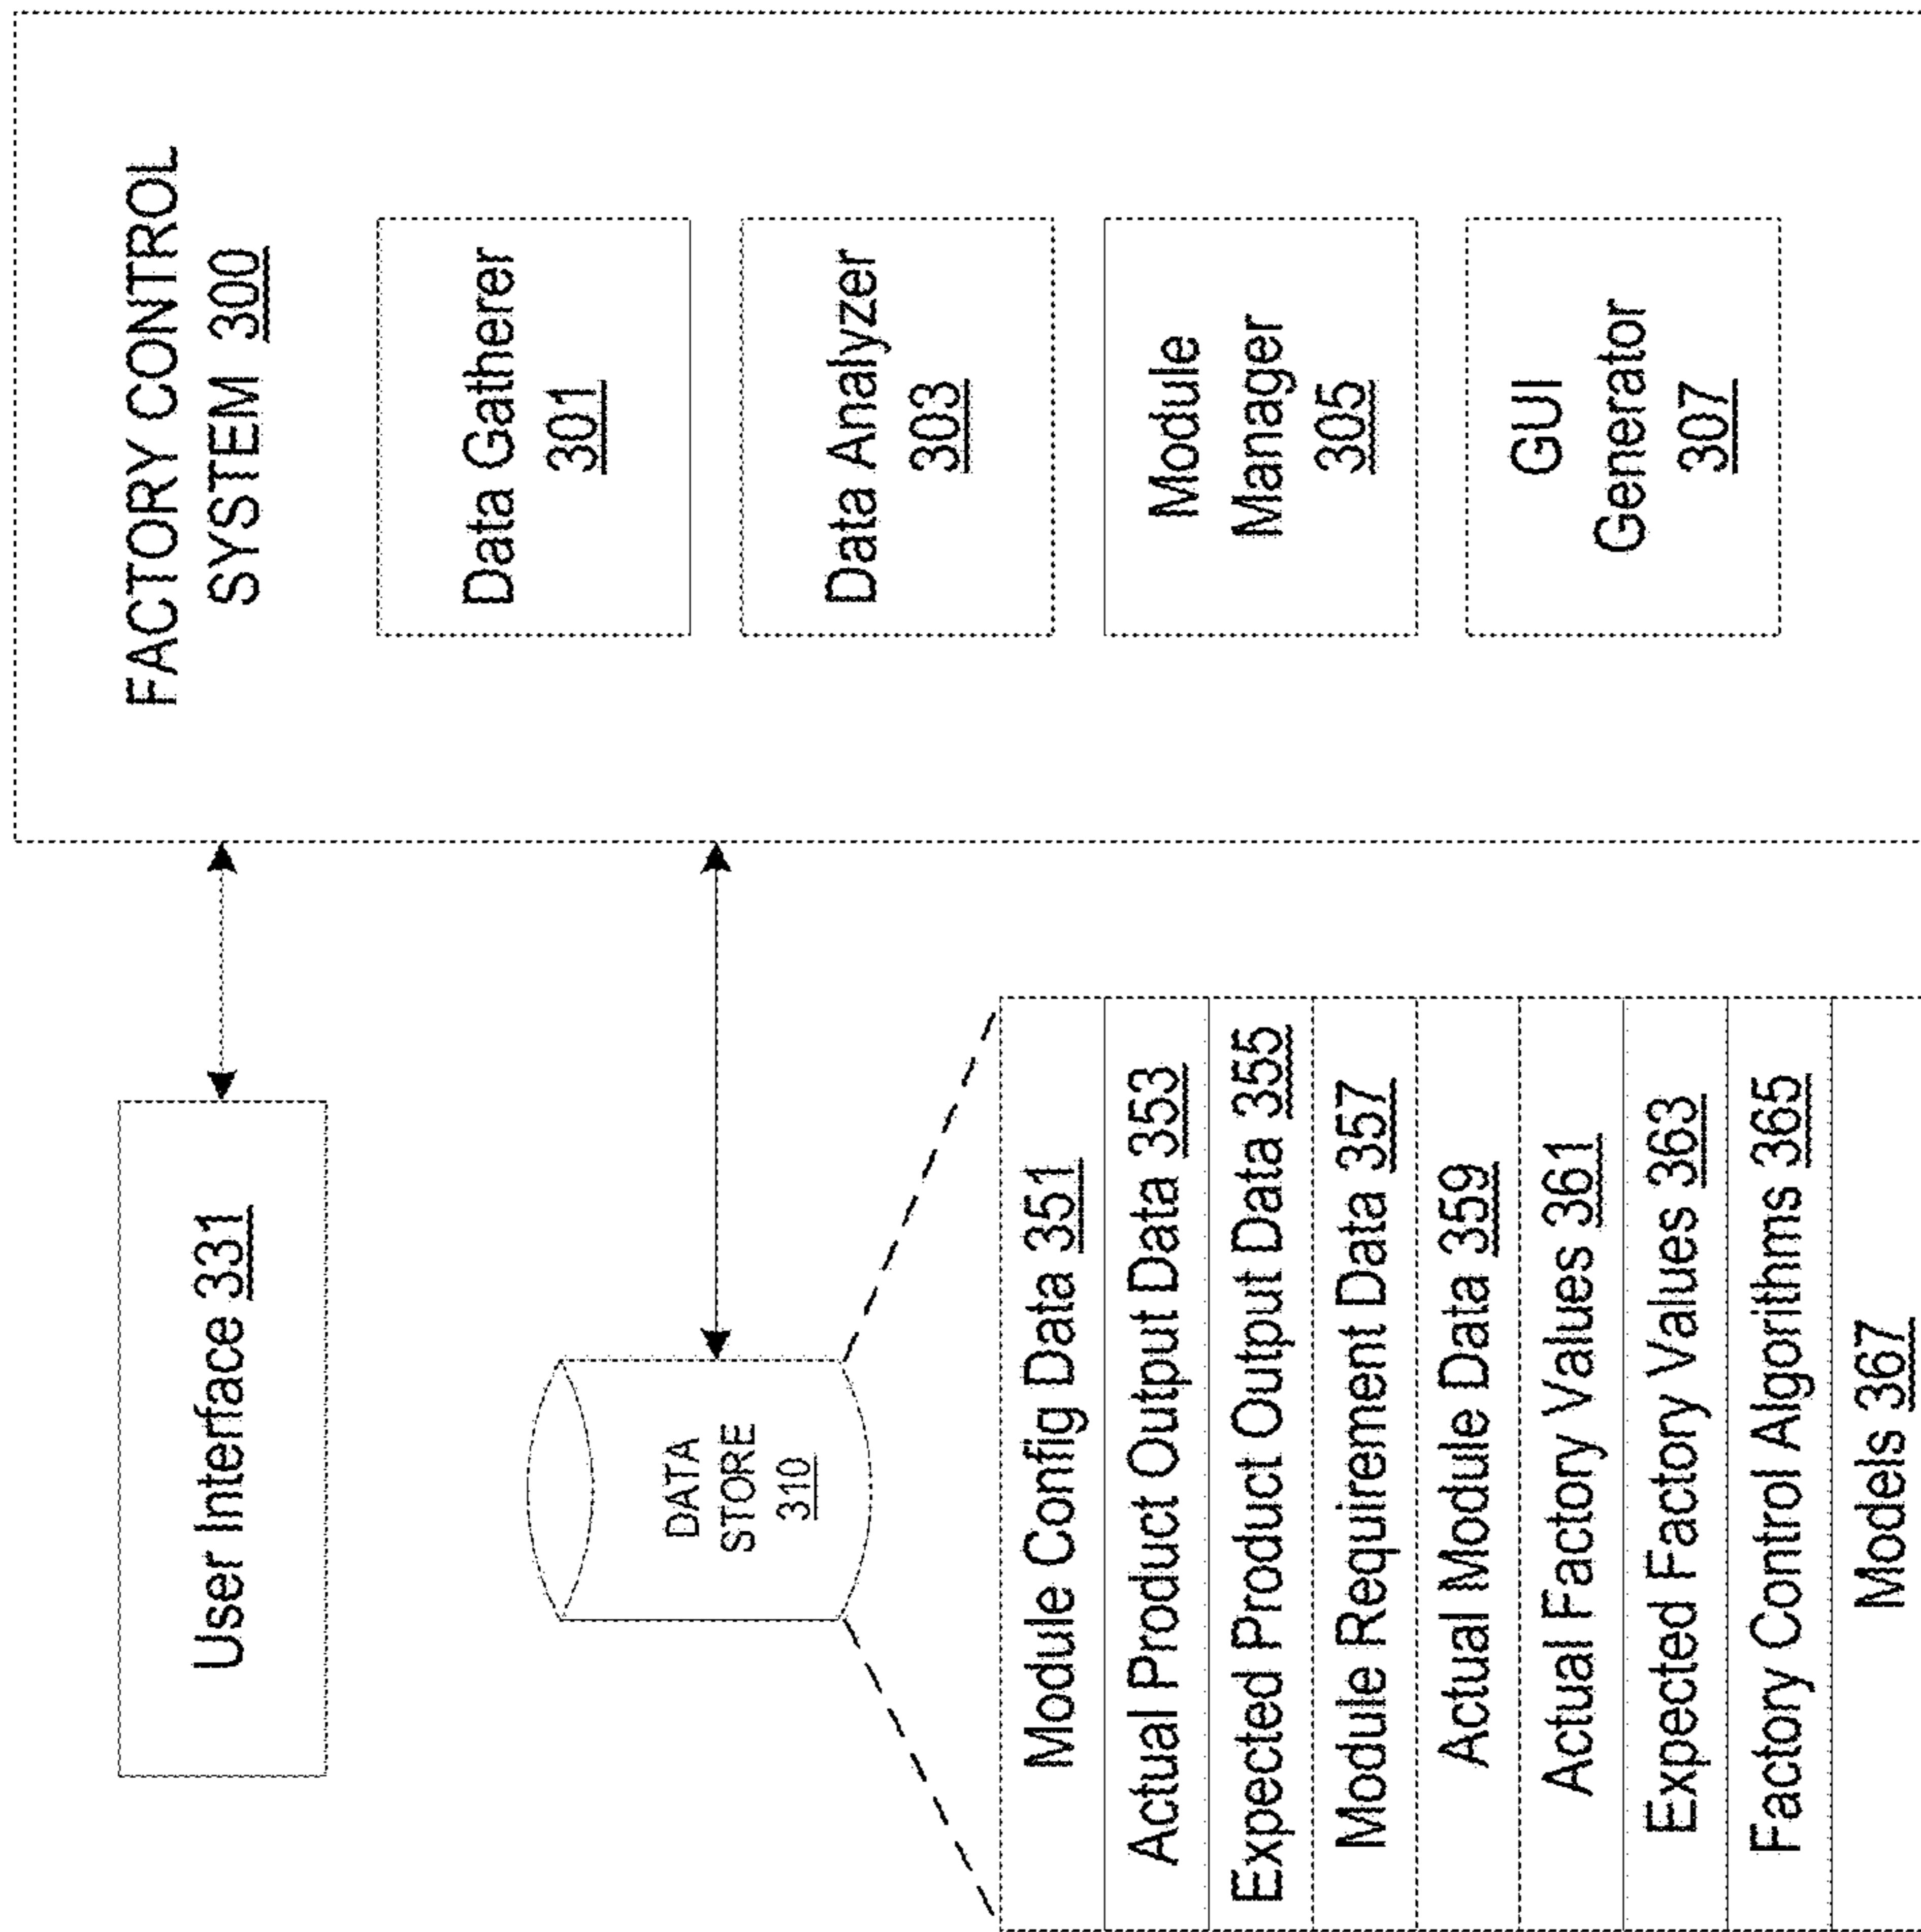 FACTORY CONTROL
SYSTEM 300
Data Gatherer
301
Data Analyzer
303
Module
Manager
305
GUI
Generator
307
User Interface 331
DATA
STORE
310
Module Config Data 351
Actual Product Output Data 353
Expected Product Output Data 355
Module Requirement Data 357
Actual Module Data 359
Actual Factory Values 361
Expected Factory Values 363
Factory Control Algorithms 365
Models 367